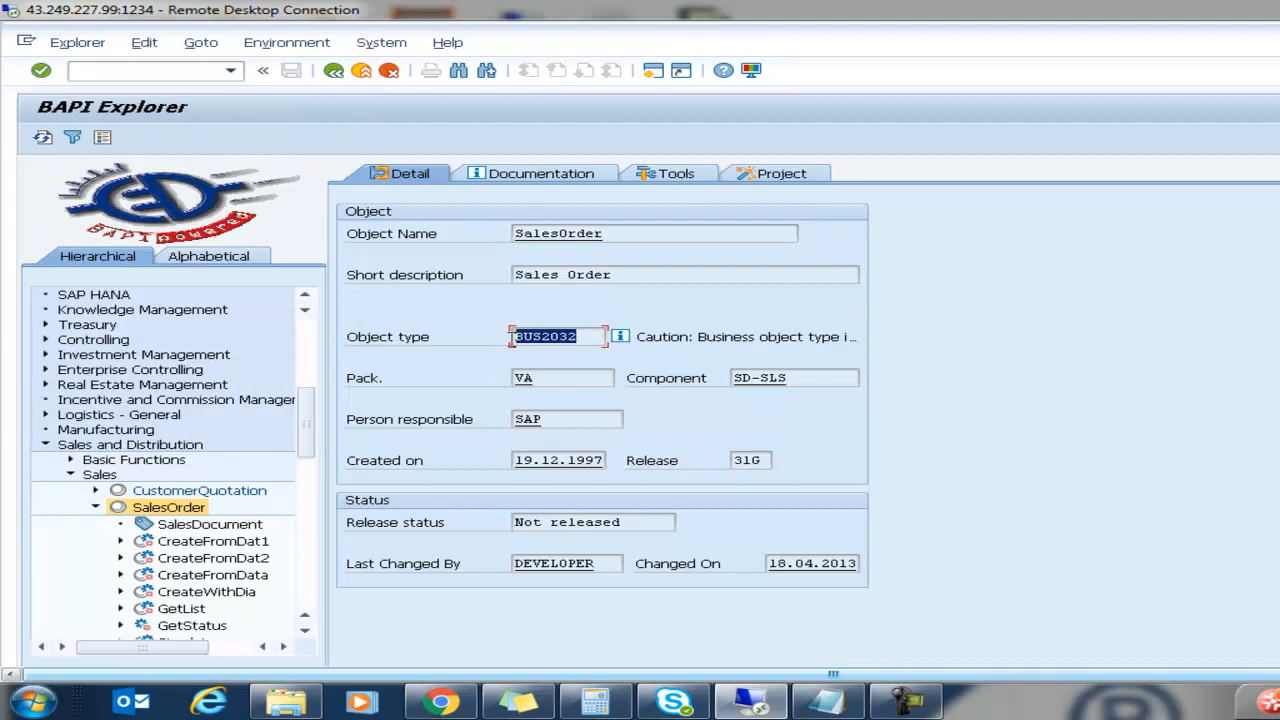 43.249.227.99:1234 - Remote Desktop Connection
Explorer Edit Goto Environment System Help
BAPI Explorer
BAPI Powered
Hierarchical Alphabetical
SAP HANA
Knowledge Management
Treasury
Controlling
Investment Management
Enterprise Controlling
Real Estate Management
Incentive and Commission Manager
Logistics - General
Manufacturing
Sales and Distribution
Basic Functions
Sales
CustomerQuotation
SalesOrder
SalesDocument
CreateFromDat1
CreateFromDat2
CreateFromData
CreateWithDia
GetList
GetStatus
Detail Documentation Tools Project
Object
Object Name SalesOrder
Short description Sales Order
Object type BUS2032 Caution: Business object type i...
Pack. VA Component SD-SLS
Person responsible SAP
Created on 19.12.1997 Release 31G
Status
Release status Not released
Last Changed By DEVELOPER Changed On 18.04.2013